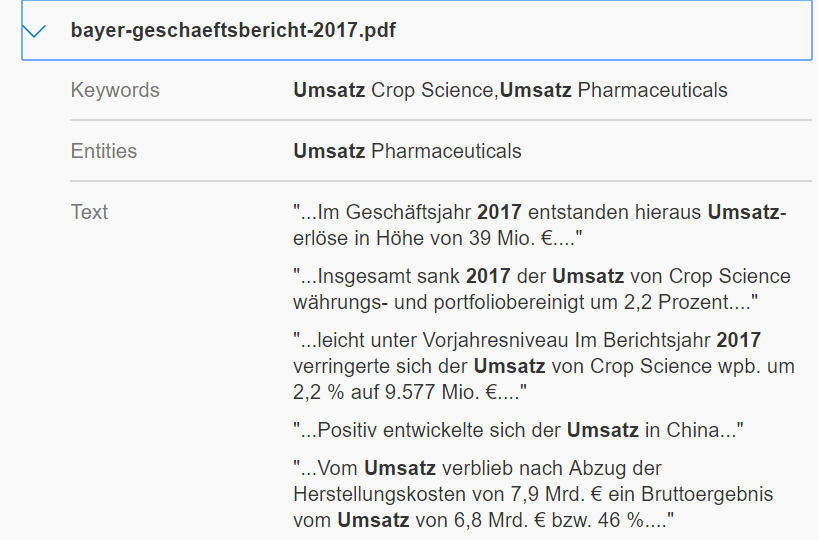 bayer-geschaeftsbericht-2017.pdf
Keywords Umsatz Crop Science,Umsatz Pharmaceuticals
Entities Umsatz Pharmaceuticals
Text "...Im Geschäftsjahr 2017 entstanden hieraus Umsatz-
erlöse in Höhe von 39 Mio. €...."
"...Insgesamt sank 2017 der Umsatz von Crop Science
währungs- und portfoliobereinigt um 2,2 Prozent...."
"...leicht unter Vorjahresniveau Im Berichtsjahr 2017
verringerte sich der Umsatz von Crop Science wpb. um
2,2 % auf 9.577 Mio. €...."
"...Positiv entwickelte sich der Umsatz in China..."
"...Vom Umsatz verblieb nach Abzug der
Herstellungskosten von 7,9 Mrd. € ein Bruttoergebnis
vom Umsatz von 6,8 Mrd. € bzw. 46 %...."